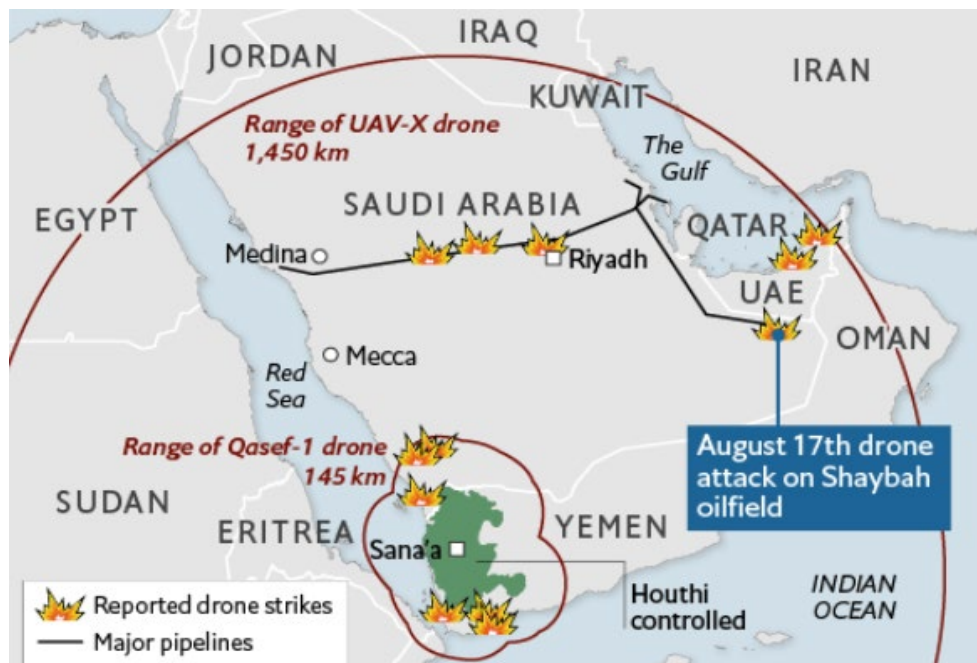 IRAQ
JORDAN
IRAN
KUWAIT
Range of UAV-X drone
1,450 km
The
Gulf
EGYPT
SAUDI ARABIA
QATAR
Medina
Riyadh
UAE
OMAN
Mecca
Red
Sea
Range of Qasef-1 drone
145 km
August 17th drone
attack on Shaybah
oilfield
SUDAN
ERITREA
YEMEN
Sana'a
INDIAN
OCEAN
Houthi
controlled
Reported drone strikes
Major pipelines